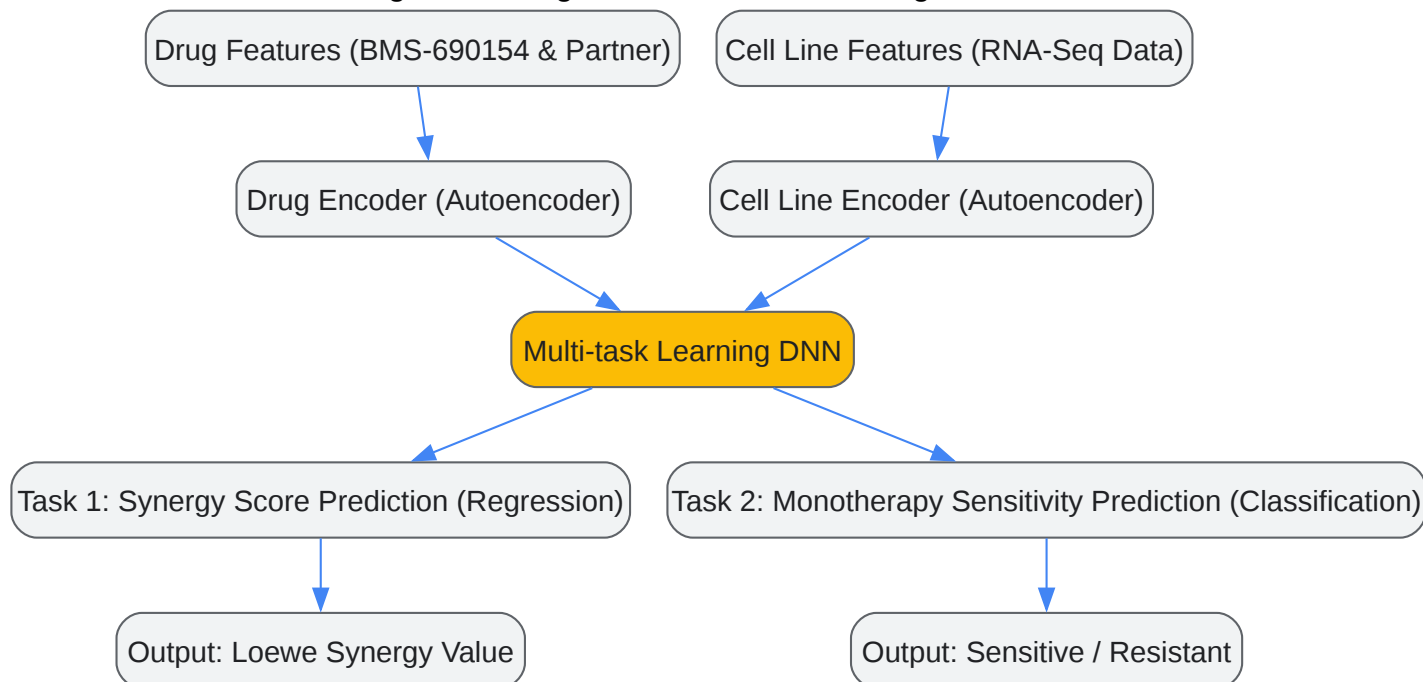 Drug Features (BMS-690154 & Partner)
Cell Line Features (RNA-Seq Data)
Drug Encoder (Autoencoder)
Cell Line Encoder (Autoencoder)
Multi-task Learning DNN
Task 1: Synergy Score Prediction (Regression)
Task 2: Monotherapy Sensitivity Prediction (Classification)
Output: Loewe Synergy Value
Output: Sensitive / Resistant